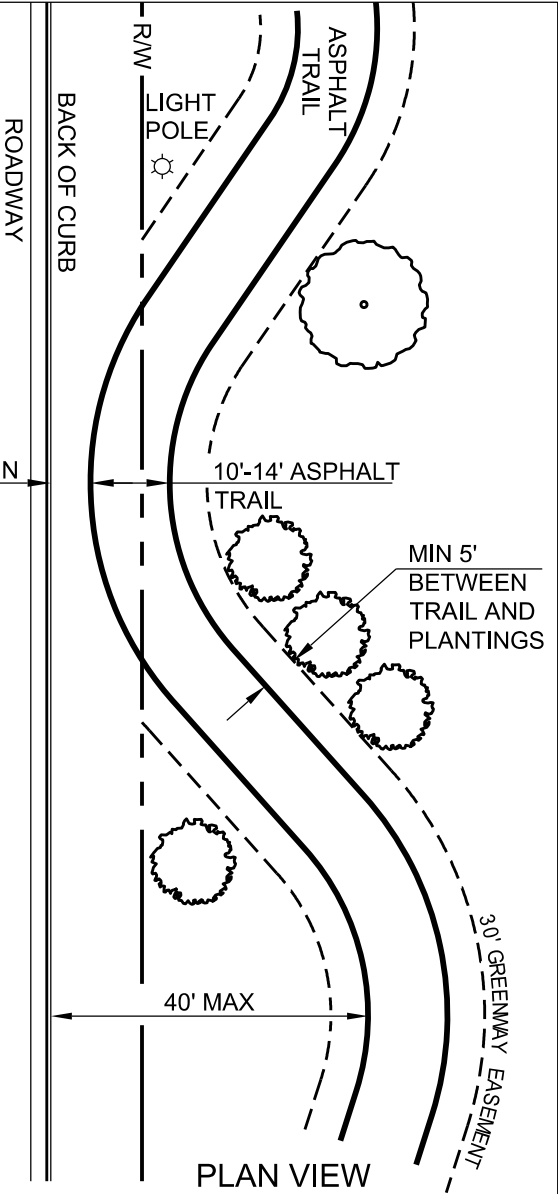 R/W
ASPHALT
TRAIL
LIGHT
POLE
BACK OF CURB
ROADWAY
N
10'-14' ASPHALT
TRAIL
MIN 5'
BETWEEN
TRAIL AND
PLANTINGS
30' GREENWAY EASEMENT
40' MAX
PLAN VIEW